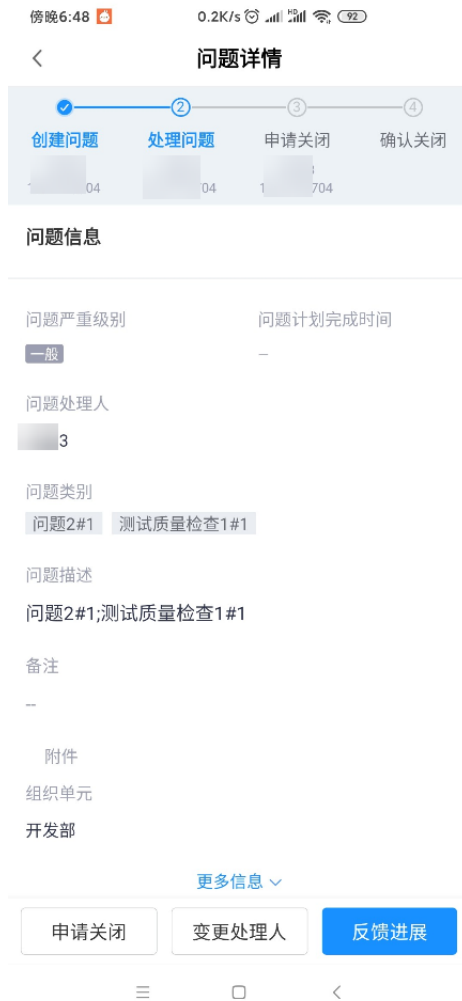 傍晚6:48 0.2K/s HD 92
问题详情
2 3 4
创建问题 处理问题 申请关闭 确认关闭
04 04 704
问题信息
问题严重级别 问题计划完成时间
一般 --
问题处理人
3
问题类别
问题2#1 测试质量检查1#1
问题描述
问题2#1;测试质量检查1#1
备注
--
附件
组织单元
开发部
更多信息
申请关闭 变更处理人 反馈进展